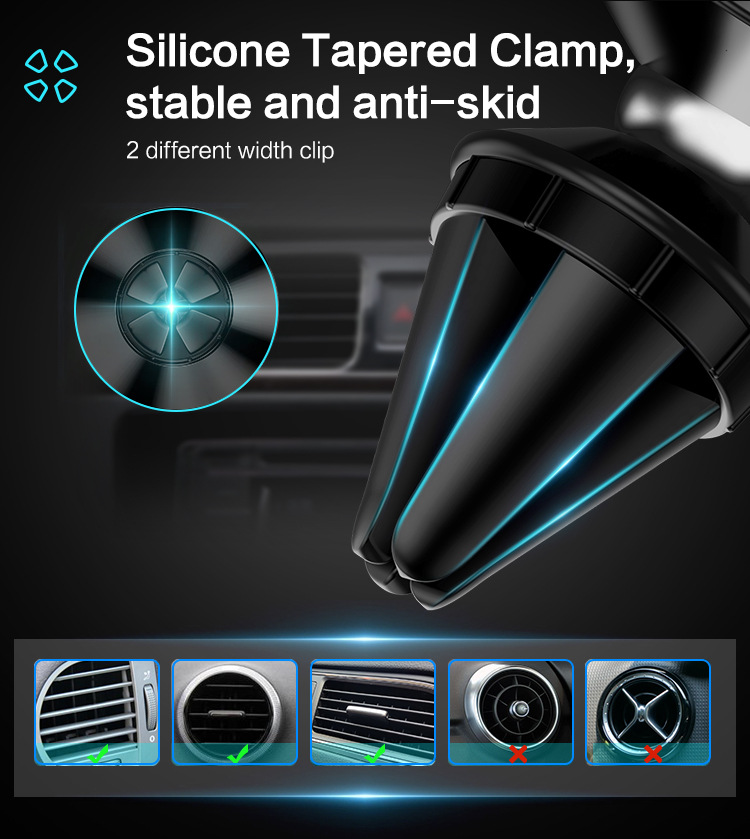 Silicone Tapered Clamp,
stable and anti-skid
2 different width clip